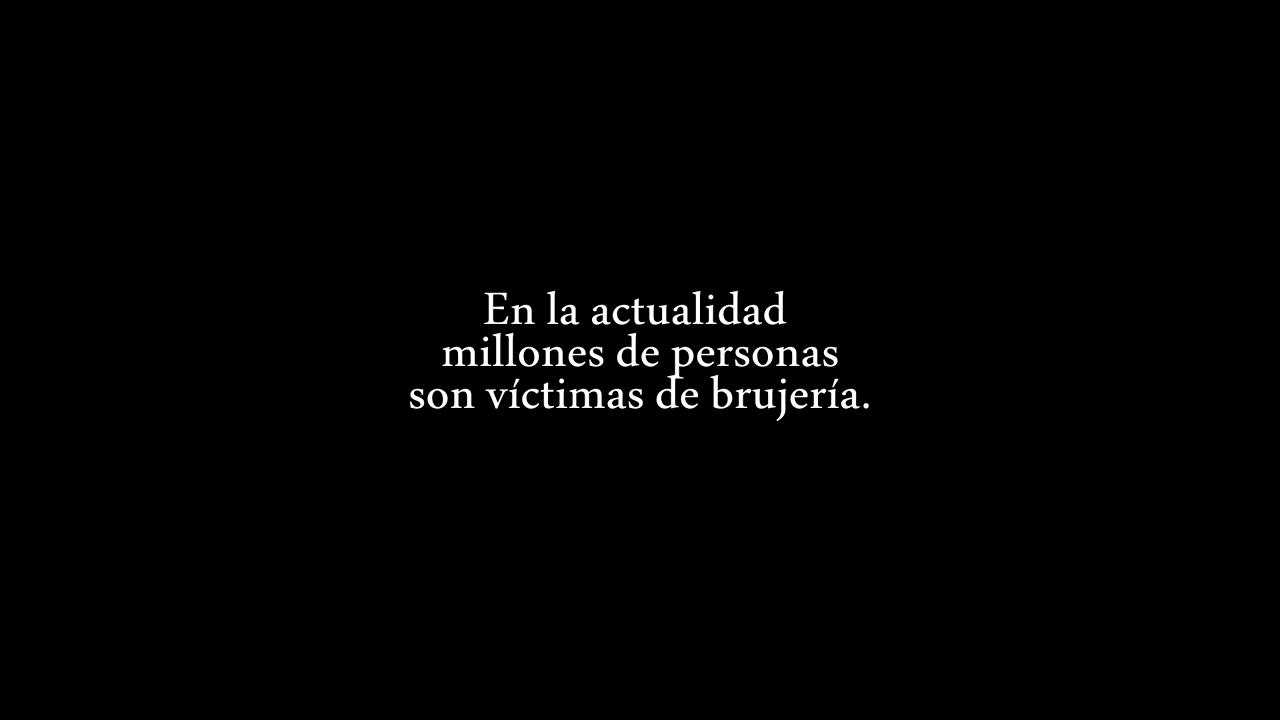 En la actualidad
millones de personas
son víctimas de brujería.